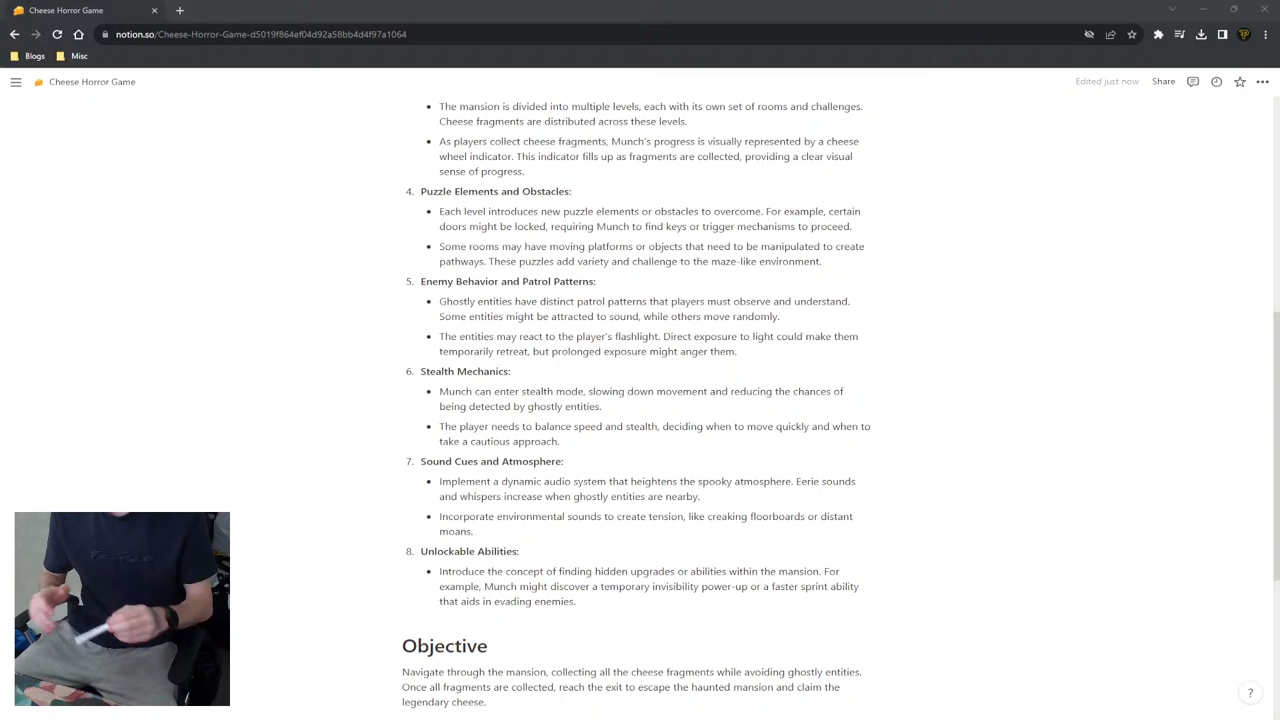 Cheese Horror Game
notion.so/Cheese-Horror-Game-d5019f864ef04d92a58bb4d4f97a1064
Blogs
Misc
Cheese Horror Game
Edited just now
Share
• The mansion is divided into multiple levels, each with its own set of rooms and challenges.
Cheese fragments are distributed across these levels.
• As players collect cheese fragments, Munch's progress is visually represented by a cheese
wheel indicator. This indicator fills up as fragments are collected, providing a clear visual
sense of progress.
4. Puzzle Elements and Obstacles:
• Each level introduces new puzzle elements or obstacles to overcome. For example, certain
doors might be locked, requiring Munch to find keys or trigger mechanisms to proceed.
• Some rooms may have moving platforms or objects that need to be manipulated to create
pathways. These puzzles add variety and challenge to the maze-like environment.
5. Enemy Behavior and Patrol Patterns:
• Ghostly entities have distinct patrol patterns that players must observe and understand.
Some entities might be attracted to sound, while others move randomly.
• The entities may react to the player's flashlight. Direct exposure to light could make them
temporarily retreat, but prolonged exposure might anger them.
6. Stealth Mechanics:
• Munch can enter stealth mode, slowing down movement and reducing the chances of
being detected by ghostly entities.
• The player needs to balance speed and stealth, deciding when to move quickly and when to
take a cautious approach.
7. Sound Cues and Atmosphere:
• Implement a dynamic audio system that heightens the spooky atmosphere. Eerie sounds
and whispers increase when ghostly entities are nearby.
• Incorporate environmental sounds to create tension, like creaking floorboards or distant
moans.
8. Unlockable Abilities:
• Introduce the concept of finding hidden upgrades or abilities within the mansion. For
example, Munch might discover a temporary invisibility power-up or a faster sprint ability
that aids in evading enemies.
Objective
Navigate through the mansion, collecting all the cheese fragments while avoiding ghostly entities.
Once all fragments are collected, reach the exit to escape the haunted mansion and claim the
legendary cheese.
?